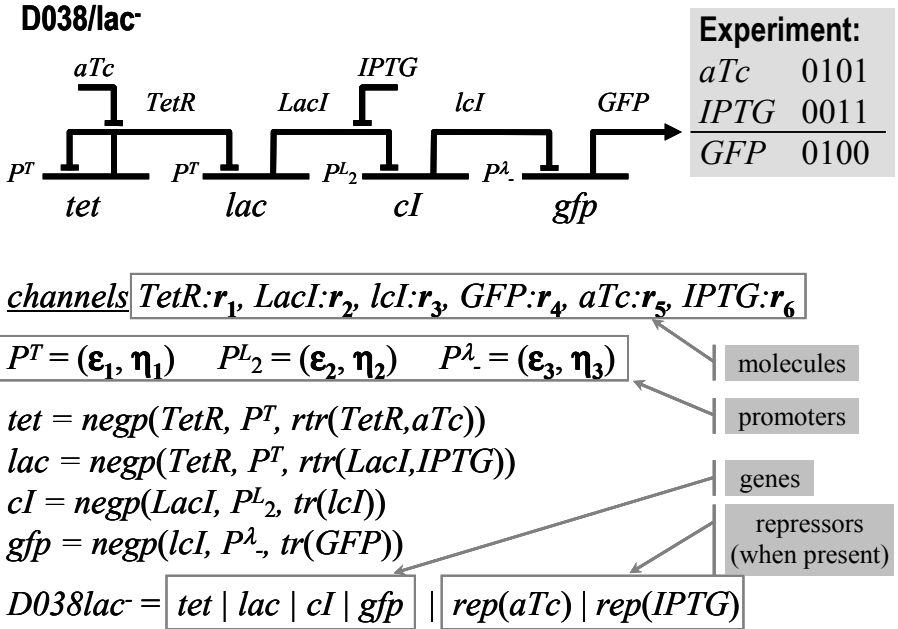 D038/lac⁻
Experiment:
aTc 0101
IPTG 0011
GFP 0100
aTc IPTG
TetR LacI lcI GFP
Pᵀ Pᵀ Pᴸ₂ P^λ₋
tet lac cI gfp
channels TetR:r₁, LacI:r₂, lcI:r₃, GFP:r₄, aTc:r₅, IPTG:r₆
Pᵀ = (ε₁, η₁) Pᴸ₂ = (ε₂, η₂) P^λ₋ = (ε₃, η₃)
molecules
promoters
tet = negp(TetR, Pᵀ, rtr(TetR,aTc))
lac = negp(TetR, Pᵀ, rtr(LacI,IPTG))
cI = negp(LacI, Pᴸ₂, tr(lcI))
gfp = negp(lcI, P^λ₋, tr(GFP))
genes
repressors
(when present)
D038lac⁻ = tet | lac | cI | gfp | rep(aTc) | rep(IPTG)